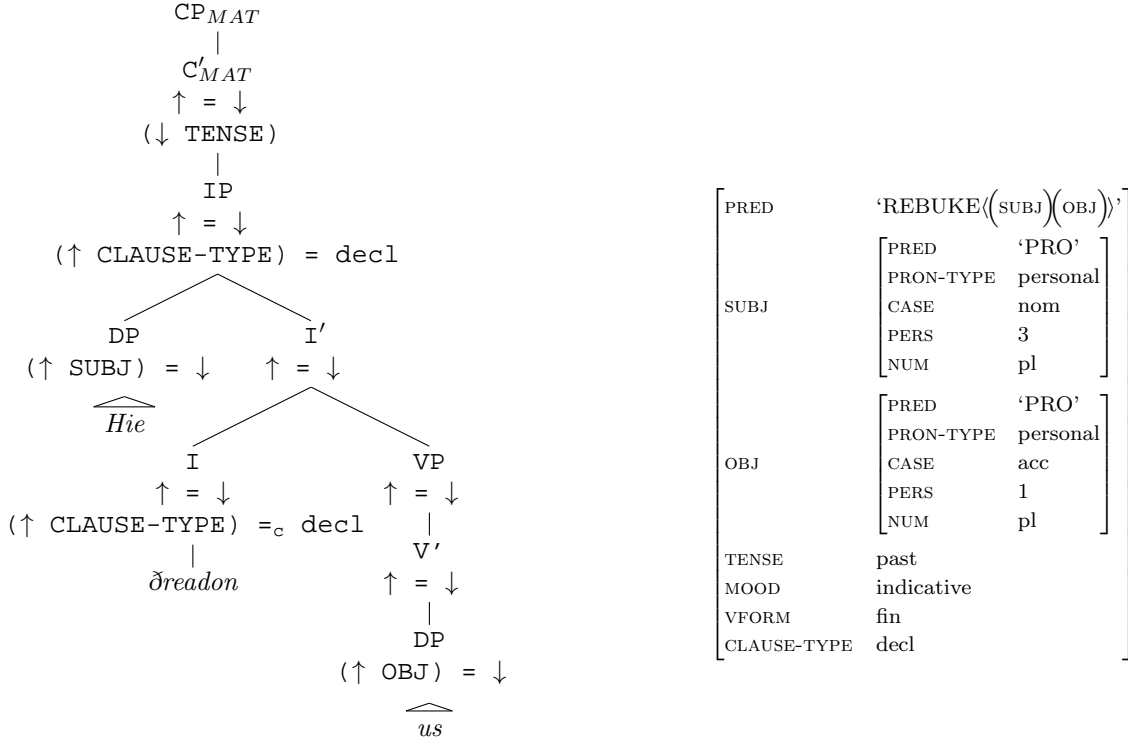 CP_MAT
C′_MAT
↑ = ↓
(↓ TENSE)
IP
↑ = ↓
(↑ CLAUSE-TYPE) = decl
DP I′
(↑ SUBJ) = ↓ ↑ = ↓
Hie
I VP
↑ = ↓ ↑ = ↓
(↑ CLAUSE-TYPE) =c decl
V'
ðreadon ↑ = ↓
DP
(↑ OBJ) = ↓
us
PRED ‘REBUKE⟨(SUBJ)(OBJ)⟩’
PRED ‘PRO’
PRON-TYPE personal
SUBJ CASE nom
PERS 3
NUM pl
PRED ‘PRO’
PRON-TYPE personal
OBJ CASE acc
PERS 1
NUM pl
TENSE past
MOOD indicative
VFORM fin
CLAUSE-TYPE decl